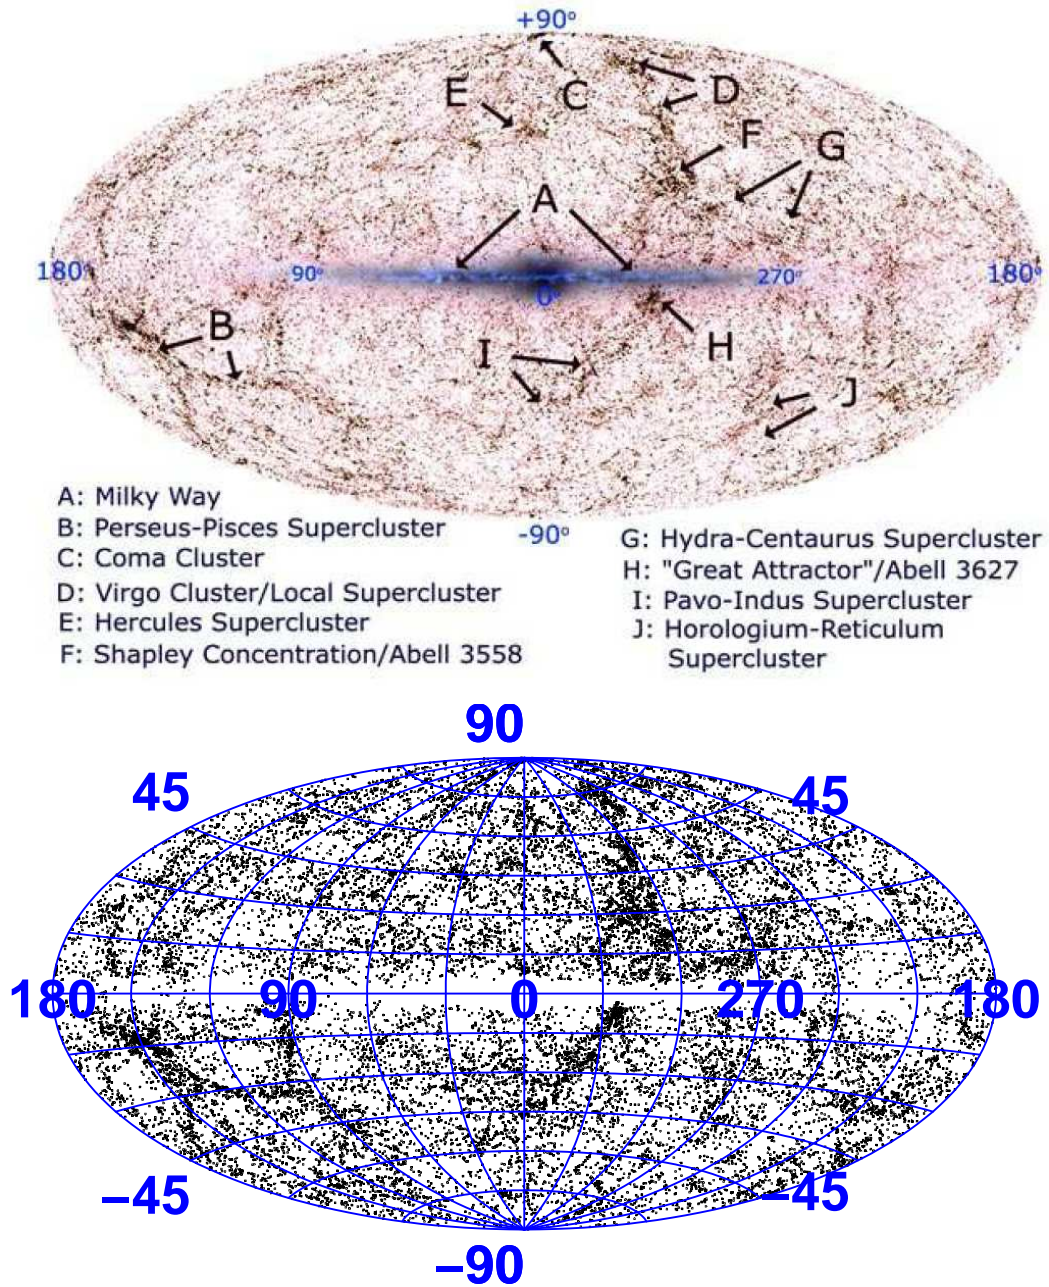 +90°
E
C
D
F
G
A
180°
90°
0°
270°
180°
B
H
I
J
A: Milky Way
B: Perseus-Pisces Supercluster
C: Coma Cluster
D: Virgo Cluster/Local Supercluster
E: Hercules Supercluster
F: Shapley Concentration/Abell 3558
-90°
G: Hydra-Centaurus Supercluster
H: "Great Attractor"/Abell 3627
I: Pavo-Indus Supercluster
J: Horologium-Reticulum
Supercluster
90
45
45
180
90
0
270
180
−45
−45
−90